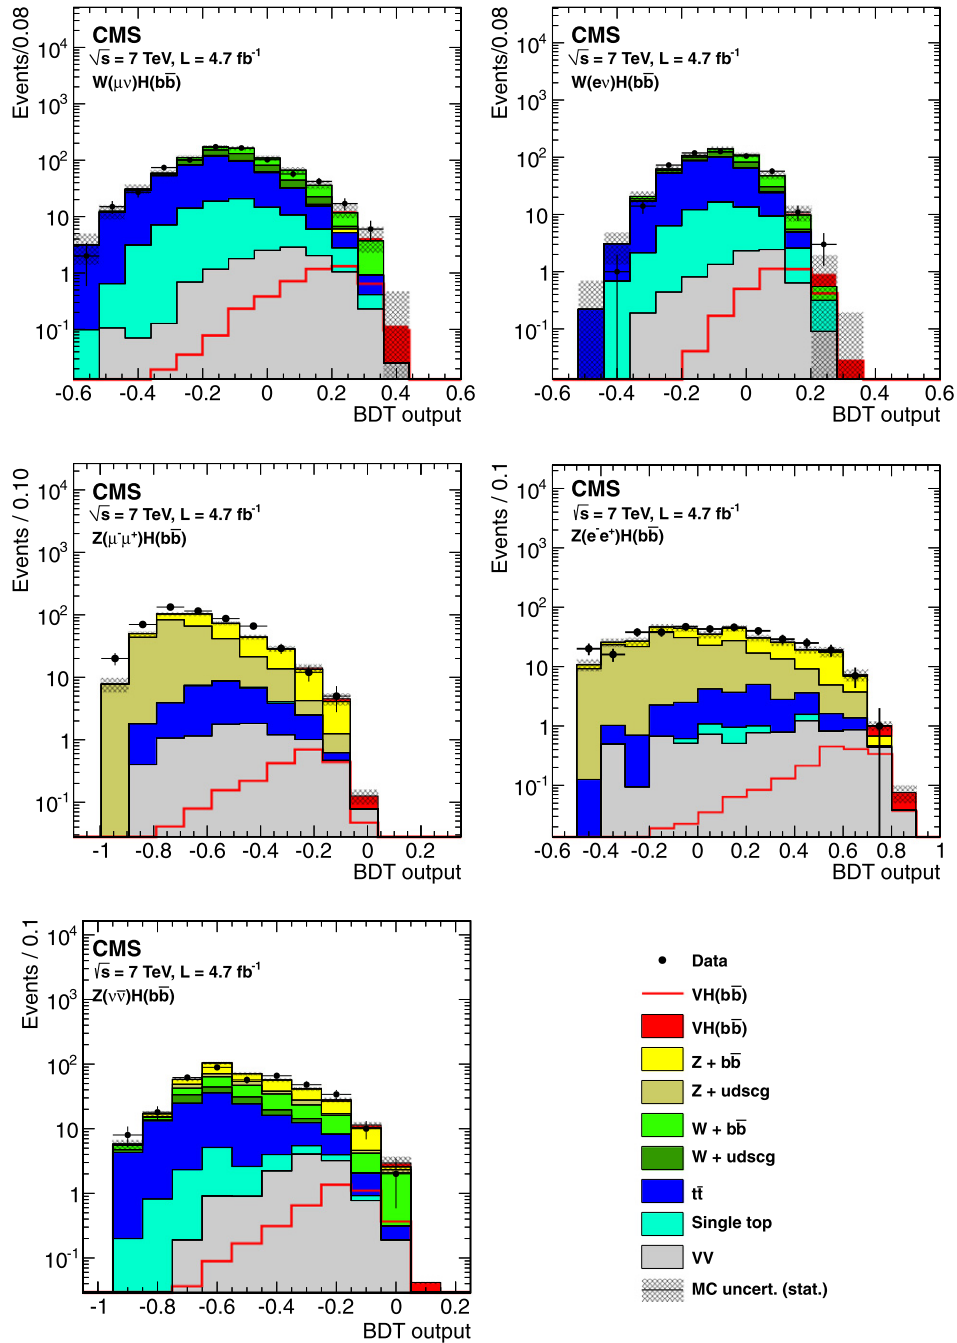 CMS
√s = 7 TeV, L = 4.7 fb⁻¹
W(μν)H(bb̅)
Events/0.08
10⁴
10³
10²
10
1
10⁻¹
-0.6 -0.4 -0.2 0 0.2 0.4 0.6
BDT output
CMS
√s = 7 TeV, L = 4.7 fb⁻¹
W(eν)H(bb̅)
Events/0.08
10⁴
10³
10²
10
1
10⁻¹
-0.6 -0.4 -0.2 0 0.2 0.4 0.6
BDT output
CMS
√s = 7 TeV, L = 4.7 fb⁻¹
Z(μ⁻μ⁺)H(bb̅)
Events / 0.10
10⁴
10³
10²
10
1
10⁻¹
-1 -0.8 -0.6 -0.4 -0.2 0 0.2
BDT output
CMS
√s = 7 TeV, L = 4.7 fb⁻¹
Z(e⁻e⁺)H(bb̅)
Events / 0.1
10⁴
10³
10²
10
1
10⁻¹
-0.6 -0.4 -0.2 0 0.2 0.4 0.6 0.8 1
BDT output
CMS
√s = 7 TeV, L = 4.7 fb⁻¹
Z(νν̅)H(bb̅)
Events / 0.1
10⁴
10³
10²
10
1
10⁻¹
-1 -0.8 -0.6 -0.4 -0.2 0 0.2
BDT output
Data
VH(bb̅)
VH(bb̅)
Z + bb̅
Z + udscg
W + bb̅
W + udscg
tt̅
Single top
VV
MC uncert. (stat.)